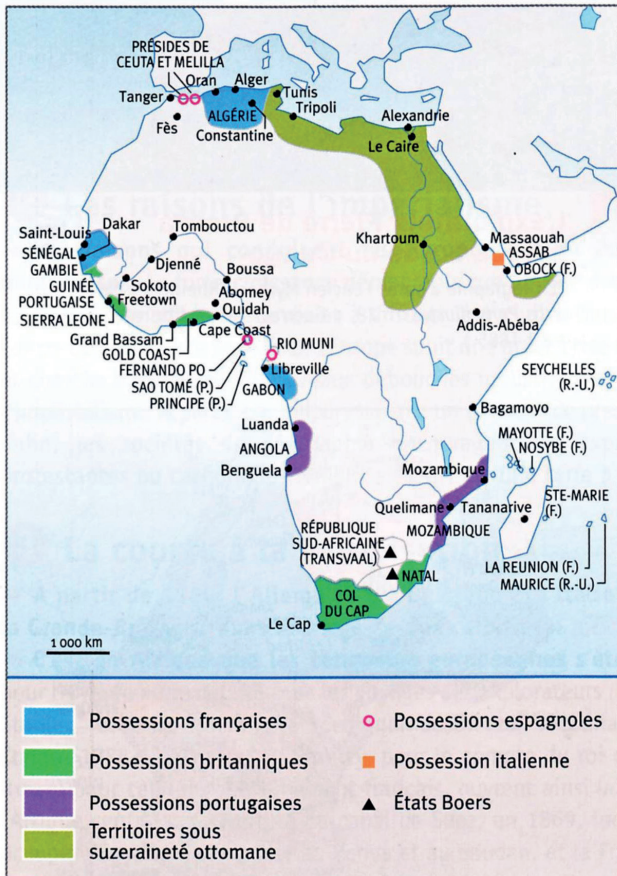 PRÉSIDES DE
CEUTA ET MELILLA
Oran
Alger
Tunis
Tanger
ALGÉRIE
Tripoli
Fès
Constantine
Alexandrie
Le Caire
Saint-Louis
Dakar
Tombouctou
SÉNÉGAL
GAMBIE
Djenné
Boussa
Khartoum
Massaouah
ASSAB
OBOCK (F.)
GUINÉE
PORTUGAISE
Sokoto
Abomey
SIERRA LEON
Freetown
Ouidah
Addis-Abéba
Grand Bassam
Cape Coast
GOLD COAST
RIO MUNI
FERNANDO PO
Libreville
SAO TOMÉ (P.)
PRINCIPE (P.)
GABON
SEYCHELLES
(R.-U.)
Bagamoyo
Luanda
ANGOLA
Benguela
MAYOTTE (F.)
NOSYBE (F.)
Mozambique
STE-MARIE
(F.)
Quelimane
Tananarive
MOZAMBIQUE
RÉPUBLIQUE
SUD-AFRICAINE
(TRANSVAAL)
LA REUNION (F.)
MAURICE (R.-U.)
NATAL
COL
DU CAP
Le Cap
1 000 km
Possessions françaises
Possessions britanniques
Possessions portugaises
Territoires sous
suzeraineté ottomane
Possessions espagnoles
Possession italienne
États Boers